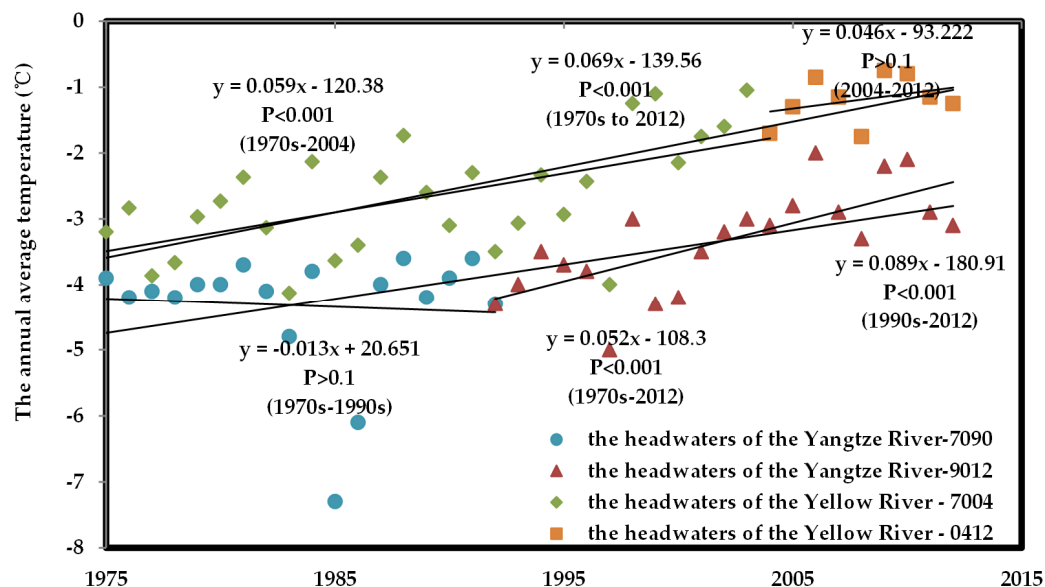 The annual average temperature (℃)
0
-1
-2
-3
-4
-5
-6
-7
-8
y = 0.059x - 120.38
P<0.001
(1970s-2004)
y = 0.069x - 139.56
P<0.001
(1970s to 2012)
y = 0.046x - 93.222
P>0.1
(2004-2012)
y = 0.089x - 180.91
P<0.001
(1990s-2012)
y = -0.013x + 20.651
P>0.1
(1970s-1990s)
y = 0.052x - 108.3
P<0.001
(1970s-2012)
the headwaters of the Yangtze River-7090
the headwaters of the Yangtze River-9012
the headwaters of the Yellow River - 7004
the headwaters of the Yellow River - 0412
1975
1985
1995
2005
2015